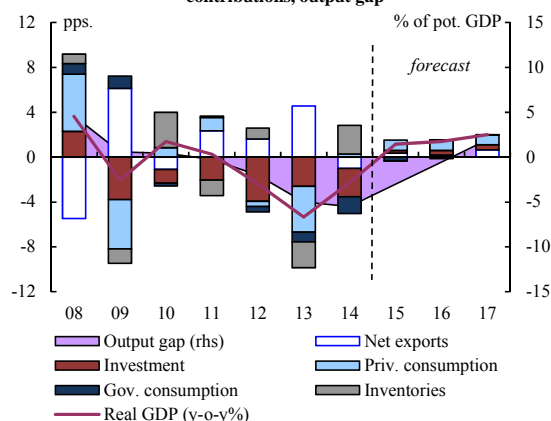 contributions, output gap
pps. % of pot. GDP
12 15
forecast
8 10
4 5
0 0
-4 -5
-8 -10
-12 -15
08 09 10 11 12 13 14 15 16 17
Output gap (rhs) Net exports
Investment Priv. consumption
Gov. consumption Inventories
Real GDP (y-o-y%)